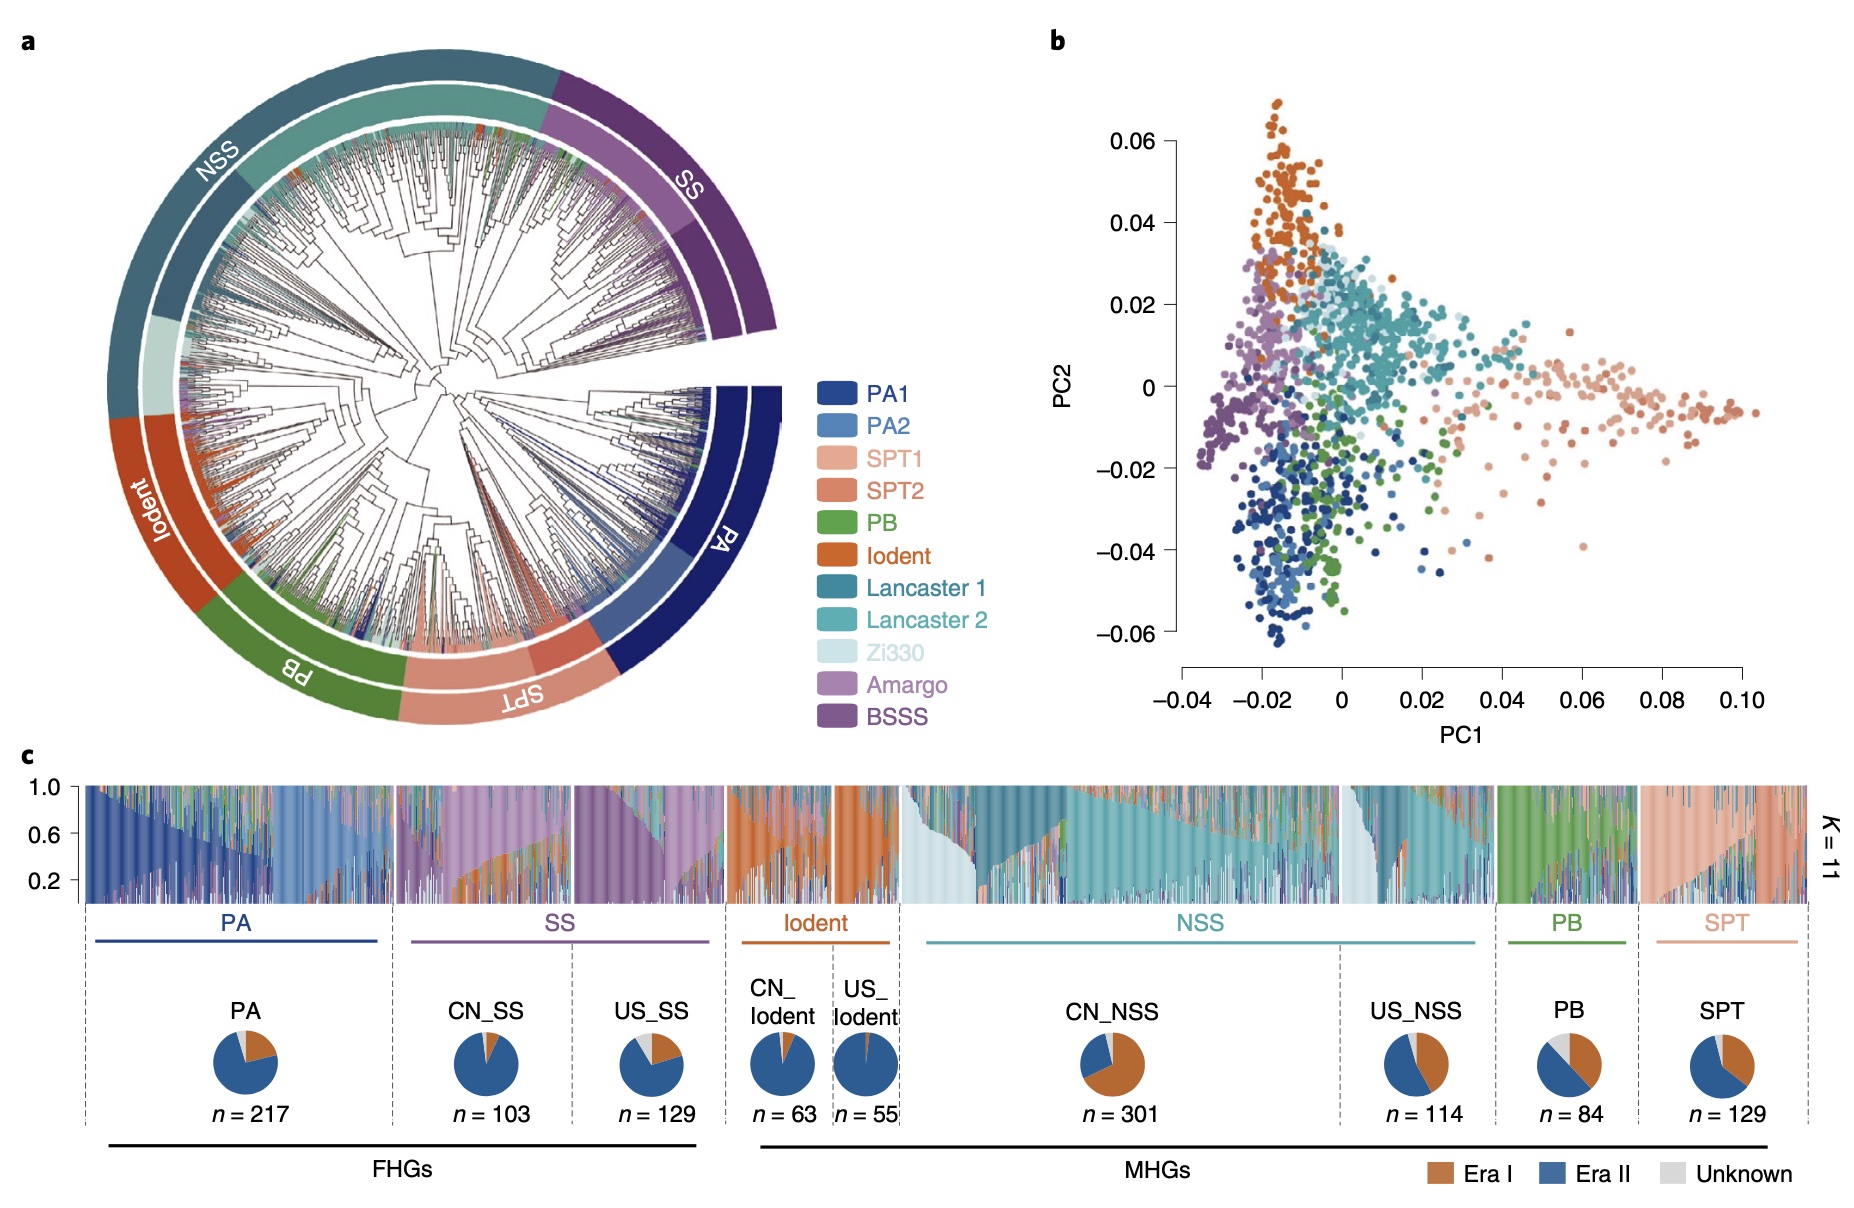 a
NSS
SS
Iodent
PB
SPT
PA
PA1
PA2
SPT1
SPT2
PB
Iodent
Lancaster 1
Lancaster 2
Zi330
Amargo
BSSS
b
PC2
0.06
0.04
0.02
0
−0.02
−0.04
−0.06
−0.04 −0.02 0 0.02 0.04 0.06 0.08 0.10
PC1
c
1.0
0.6
0.2
K = 11
PA SS Iodent NSS PB SPT
PA
CN_SS
US_SS
CN_
Iodent
US_
Iodent
CN_NSS
US_NSS
PB
SPT
n = 217
n = 103
n = 129
n = 63
n = 55
n = 301
n = 114
n = 84
n = 129
FHGs
MHGs
Era I
Era II
Unknown